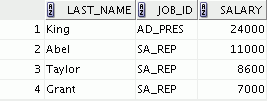 LAST_NAME JOB_ID SALARY
1 King AD_PRES 24000
2 Abel SA_REP 11000
3 Taylor SA_REP 8600
4 Grant SA_REP 7000